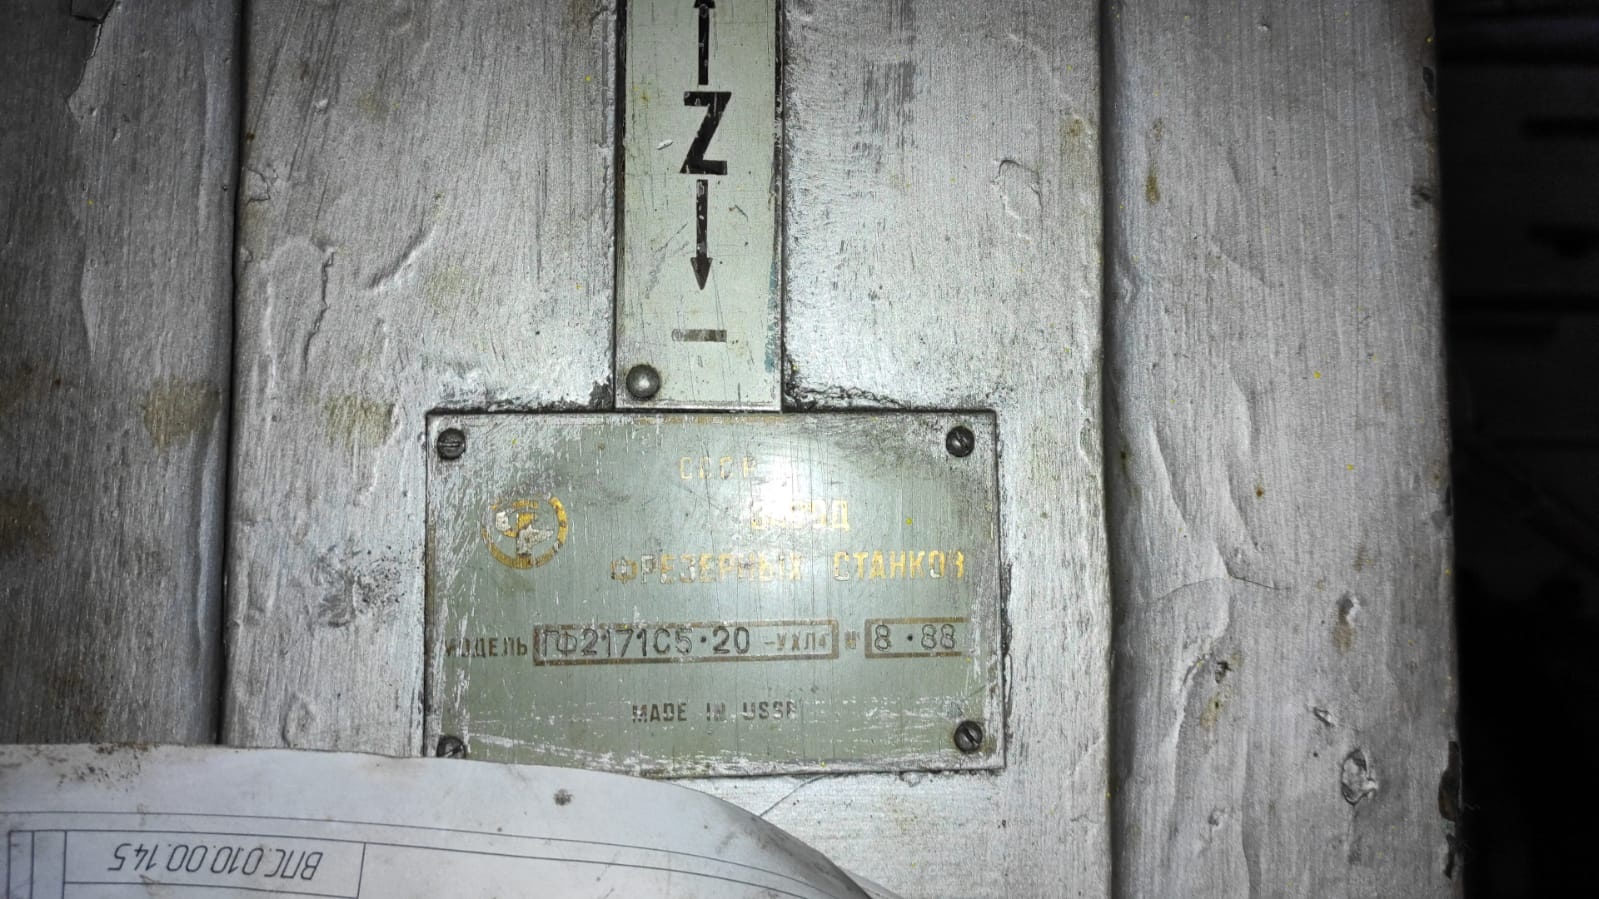 Z
−
СССР
ЗАВОД
ФРЕЗЕРНЫХ СТАНКОВ
МОДЕЛЬ ГФ2171С5·20 -УХЛ4 № 8·88
MADE IN USSR
ВПС.010.00.145